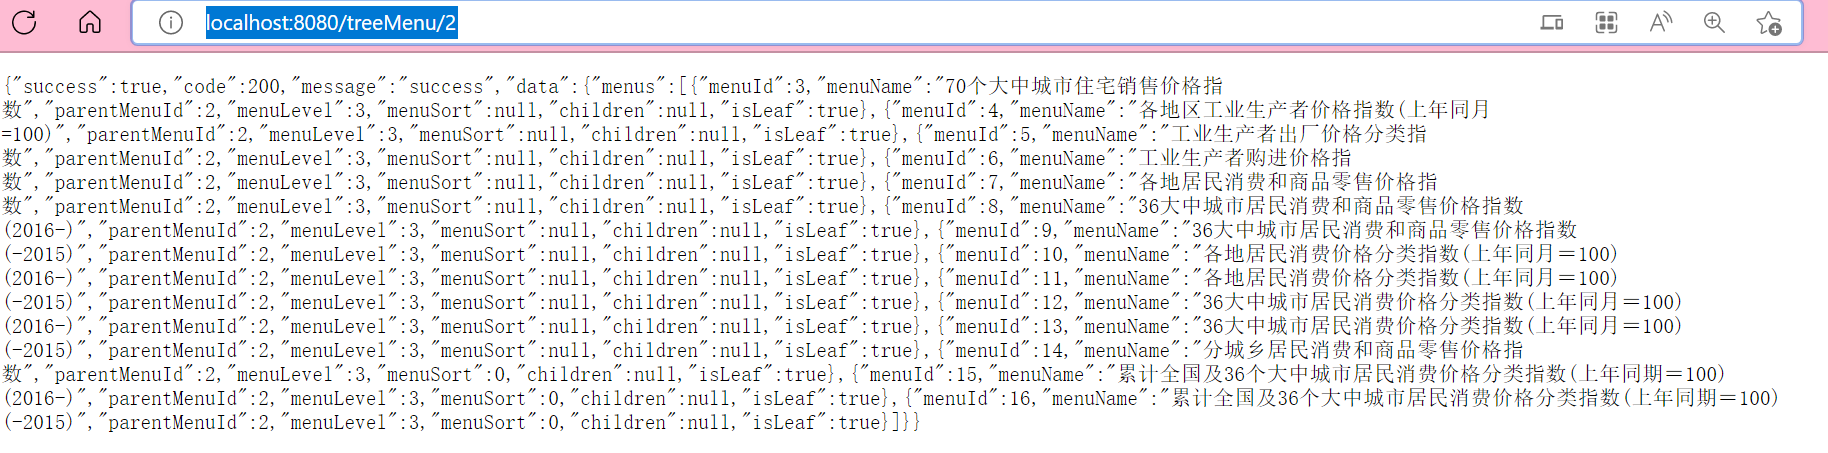 localhost:8080/treeMenu/2
{"success":true,"code":200,"message":"success","data":{"menus":[{"menuId":3,"menuName":"70个大中城市住宅销售价格指
数","parentMenuId":2,"menuLevel":3,"menuSort":null,"children":null,"isLeaf":true},{"menuId":4,"menuName":"各地区工业生产者价格指数(上年同月
=100)","parentMenuId":2,"menuLevel":3,"menuSort":null,"children":null,"isLeaf":true},{"menuId":5,"menuName":"工业生产者出厂价格分类指
数","parentMenuId":2,"menuLevel":3,"menuSort":null,"children":null,"isLeaf":true},{"menuId":6,"menuName":"工业生产者购进价格指
数","parentMenuId":2,"menuLevel":3,"menuSort":null,"children":null,"isLeaf":true},{"menuId":7,"menuName":"各地居民消费和商品零售价格指
数","parentMenuId":2,"menuLevel":3,"menuSort":null,"children":null,"isLeaf":true},{"menuId":8,"menuName":"36大中城市居民消费和商品零售价格指数
(2016-)","parentMenuId":2,"menuLevel":3,"menuSort":null,"children":null,"isLeaf":true},{"menuId":9,"menuName":"36大中城市居民消费和商品零售价格指数
(-2015)","parentMenuId":2,"menuLevel":3,"menuSort":null,"children":null,"isLeaf":true},{"menuId":10,"menuName":"各地居民消费价格分类指数(上年同月＝100)
(2016-)","parentMenuId":2,"menuLevel":3,"menuSort":null,"children":null,"isLeaf":true},{"menuId":11,"menuName":"各地居民消费价格分类指数(上年同月＝100)
(-2015)","parentMenuId":2,"menuLevel":3,"menuSort":null,"children":null,"isLeaf":true},{"menuId":12,"menuName":"36大中城市居民消费价格分类指数(上年同月＝100)
(2016-)","parentMenuId":2,"menuLevel":3,"menuSort":null,"children":null,"isLeaf":true},{"menuId":13,"menuName":"36大中城市居民消费价格分类指数(上年同月＝100)
(-2015)","parentMenuId":2,"menuLevel":3,"menuSort":null,"children":null,"isLeaf":true},{"menuId":14,"menuName":"分城乡居民消费和商品零售价格指
数","parentMenuId":2,"menuLevel":3,"menuSort":0,"children":null,"isLeaf":true},{"menuId":15,"menuName":"累计全国及36个大中城市居民消费价格分类指数(上年同期＝100)
(2016-)","parentMenuId":2,"menuLevel":3,"menuSort":0,"children":null,"isLeaf":true},{"menuId":16,"menuName":"累计全国及36个大中城市居民消费价格分类指数(上年同期＝100)
(-2015)","parentMenuId":2,"menuLevel":3,"menuSort":0,"children":null,"isLeaf":true}]}}